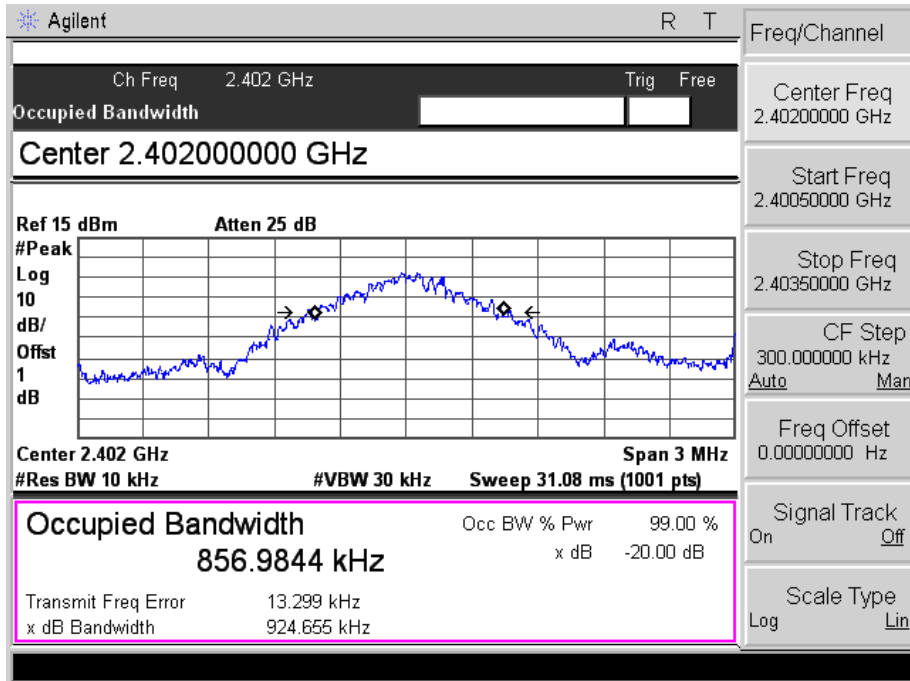 Agilent R T
Freq/Channel
Ch Freq 2.402 GHz Trig Free
Occupied Bandwidth
Center 2.402000000 GHz
Ref 15 dBm Atten 25 dB
#Peak
Log
10
dB/
Offst
1
dB
Center 2.402 GHz Span 3 MHz
#Res BW 10 kHz #VBW 30 kHz Sweep 31.08 ms (1001 pts)
Occupied Bandwidth Occ BW % Pwr 99.00 %
856.9844 kHz x dB -20.00 dB
Transmit Freq Error 13.299 kHz
x dB Bandwidth 924.655 kHz
Center Freq
2.40200000 GHz
Start Freq
2.40050000 GHz
Stop Freq
2.40350000 GHz
CF Step
300.000000 kHz
Auto Man
Freq Offset
0.00000000 Hz
Signal Track
On Off
Scale Type
Log Lin